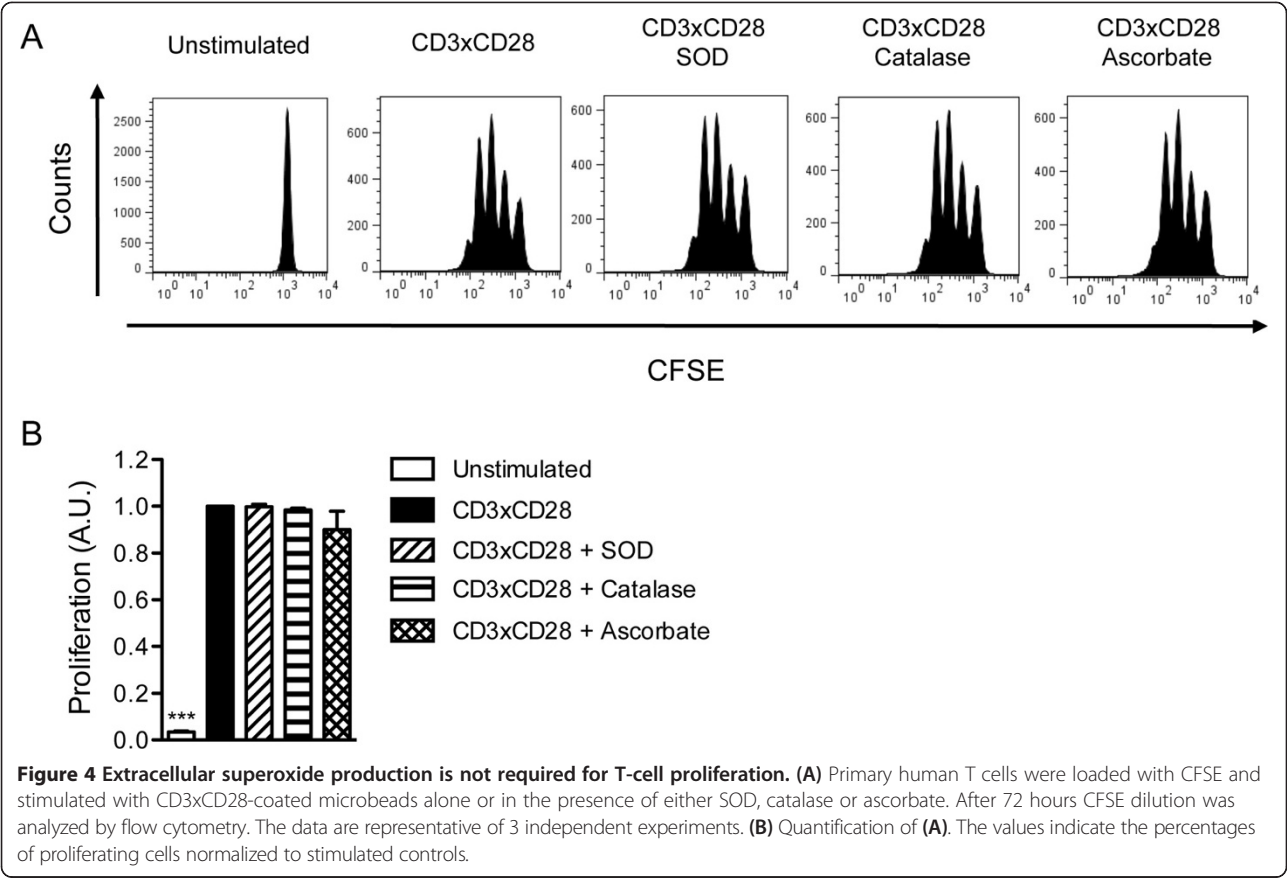 A
Unstimulated
CD3xCD28
CD3xCD28
SOD
CD3xCD28
Catalase
CD3xCD28
Ascorbate
Counts
2500
2000
1500
1000
500
0
10^0 10^1 10^2 10^3 10^4
600
400
200
0
10^0 10^1 10^2 10^3 10^4
600
400
200
0
10^0 10^1 10^2 10^3 10^4
600
400
200
0
10^0 10^1 10^2 10^3 10^4
600
400
200
0
10^0 10^1 10^2 10^3 10^4
CFSE
B
Proliferation (A.U.)
1.2
1.0
0.8
0.6
0.4
0.2
0.0
***
Unstimulated
CD3xCD28
CD3xCD28 + SOD
CD3xCD28 + Catalase
CD3xCD28 + Ascorbate
Figure 4 Extracellular superoxide production is not required for T-cell proliferation. (A) Primary human T cells were loaded with CFSE and
stimulated with CD3xCD28-coated microbeads alone or in the presence of either SOD, catalase or ascorbate. After 72 hours CFSE dilution was
analyzed by flow cytometry. The data are representative of 3 independent experiments. (B) Quantification of (A). The values indicate the percentages
of proliferating cells normalized to stimulated controls.